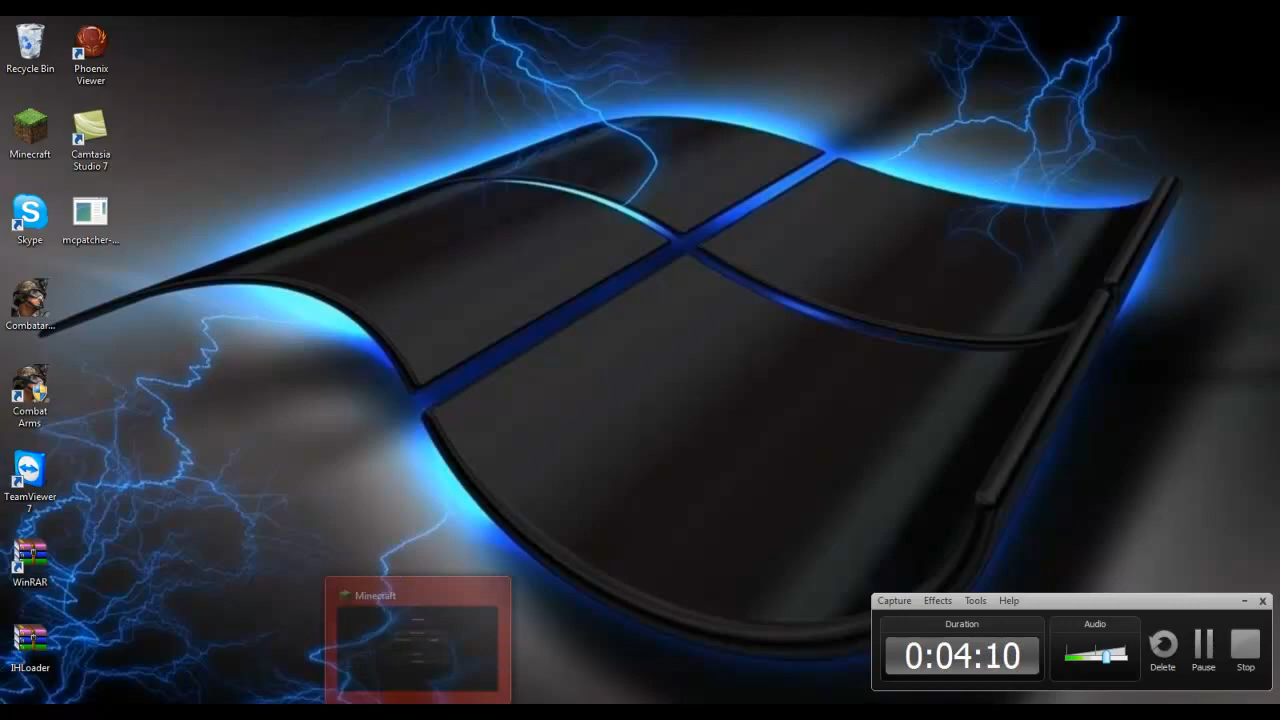 Recycle Bin
Phoenix
Viewer
Minecraft
Camtasia
Studio 7
Skype
mcpatcher-...
Combatar...
Combat
Arms
TeamViewer
7
WinRAR
IHLoader
Minecraft
Capture Effects Tools Help
Duration
Audio
0:04:10
Delete
Pause
Stop